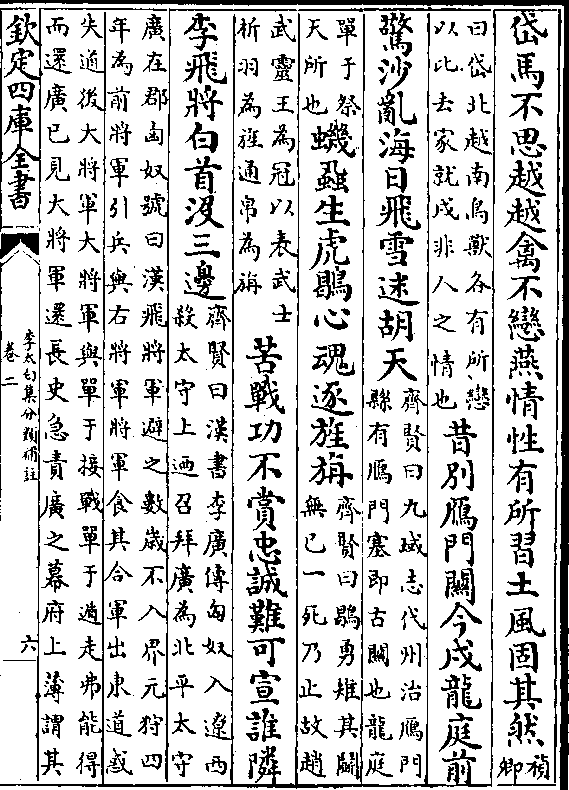 岱馬不思越越禽不戀燕情性有所習土風固其然禎
卿
曰岱北越南鳥獸各有所戀
以此去家就戍非人之情也
昔別鴈門闗今戍龍庭前
驚沙亂海日飛雪迷胡天
齊賢曰九域志代州治鴈門
縣有鴈門塞即古闗也龍庭
單于祭
天所也
蟣虱生虎鶡心魂逐旌旃
齊賢曰鶡勇雉其鬭
無已一死乃止故趙
武靈王為冠以表武士
析羽為旌通帛為旃
苦戰功不賞忠誠難可宣誰隣
李飛將白首沒三邊
齊賢曰漢書李廣傳匈奴入遼西
殺太守上廼召拜廣為北平太守
廣在郡匈奴號曰漢飛將軍避之數歲不入界元狩四
年為前將軍引兵與右將軍將軍食其合軍出東道惑
失道後大將軍大將軍與單于接戰單于遁走弗能得
而還廣已見大將軍還長史急責廣之幕府上簿謂其
欽定四庫全書
李太白集分類補註
卷二
六